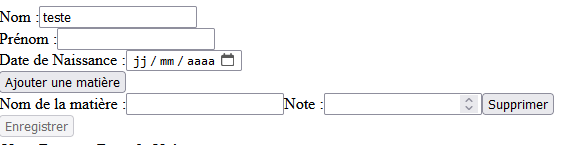 Nom : teste
Prénom :
Date de Naissance : jj / mm / aaaa
Ajouter une matière
Nom de la matière : Note : Supprimer
Enregistrer